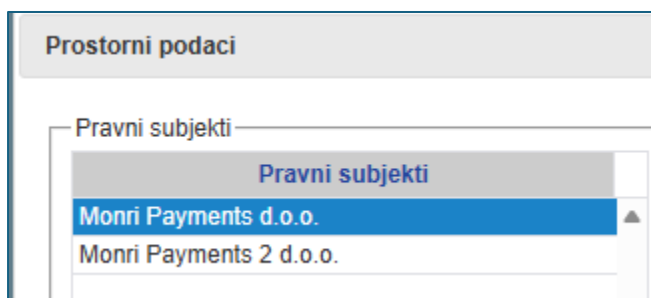 Prostorni podaci
Pravni subjekti
Pravni subjekti
Monri Payments d.o.o.
Monri Payments 2 d.o.o.